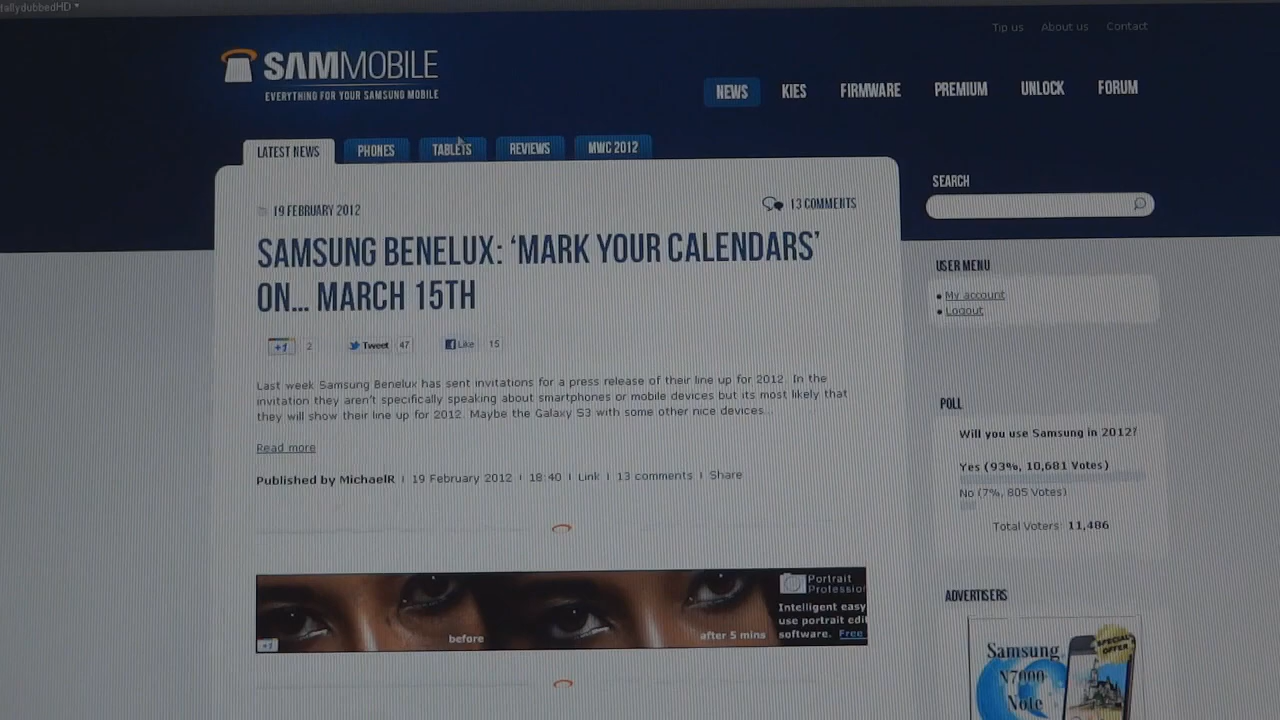 fallydubbedHD
Tip us About us Contact
SAMMOBILE
EVERYTHING FOR YOUR SAMSUNG MOBILE
NEWS KIES FIRMWARE PREMIUM UNLOCK FORUM
LATEST NEWS PHONES TABLETS REVIEWS MWC 2012
SEARCH
19 FEBRUARY 2012 13 COMMENTS
SAMSUNG BENELUX: ‘MARK YOUR CALENDARS’
ON... MARCH 15TH
+1 2 Tweet 47 Like 15
Last week Samsung Benelux has sent invitations for a press release of their line up for 2012. In the
invitation they aren't specifically speaking about smartphones or mobile devices but its most likely that
they will show their line up for 2012. Maybe the Galaxy S3 with some other nice devices...
Read more
Published by MichaelR | 19 February 2012 | 18:40 | Link | 13 comments | Share
USER MENU
My account
Logout
POLL
Will you use Samsung in 2012?
Yes (93%, 10,681 Votes)
No (7%, 805 Votes)
Total Voters: 11,486
ADVERTISERS
before
after 5 mins
Portrait
Professio
Intelligent easy
use portrait edi
software. Free
+1
Samsung
N7000
Note
SPECIAL
OFFER